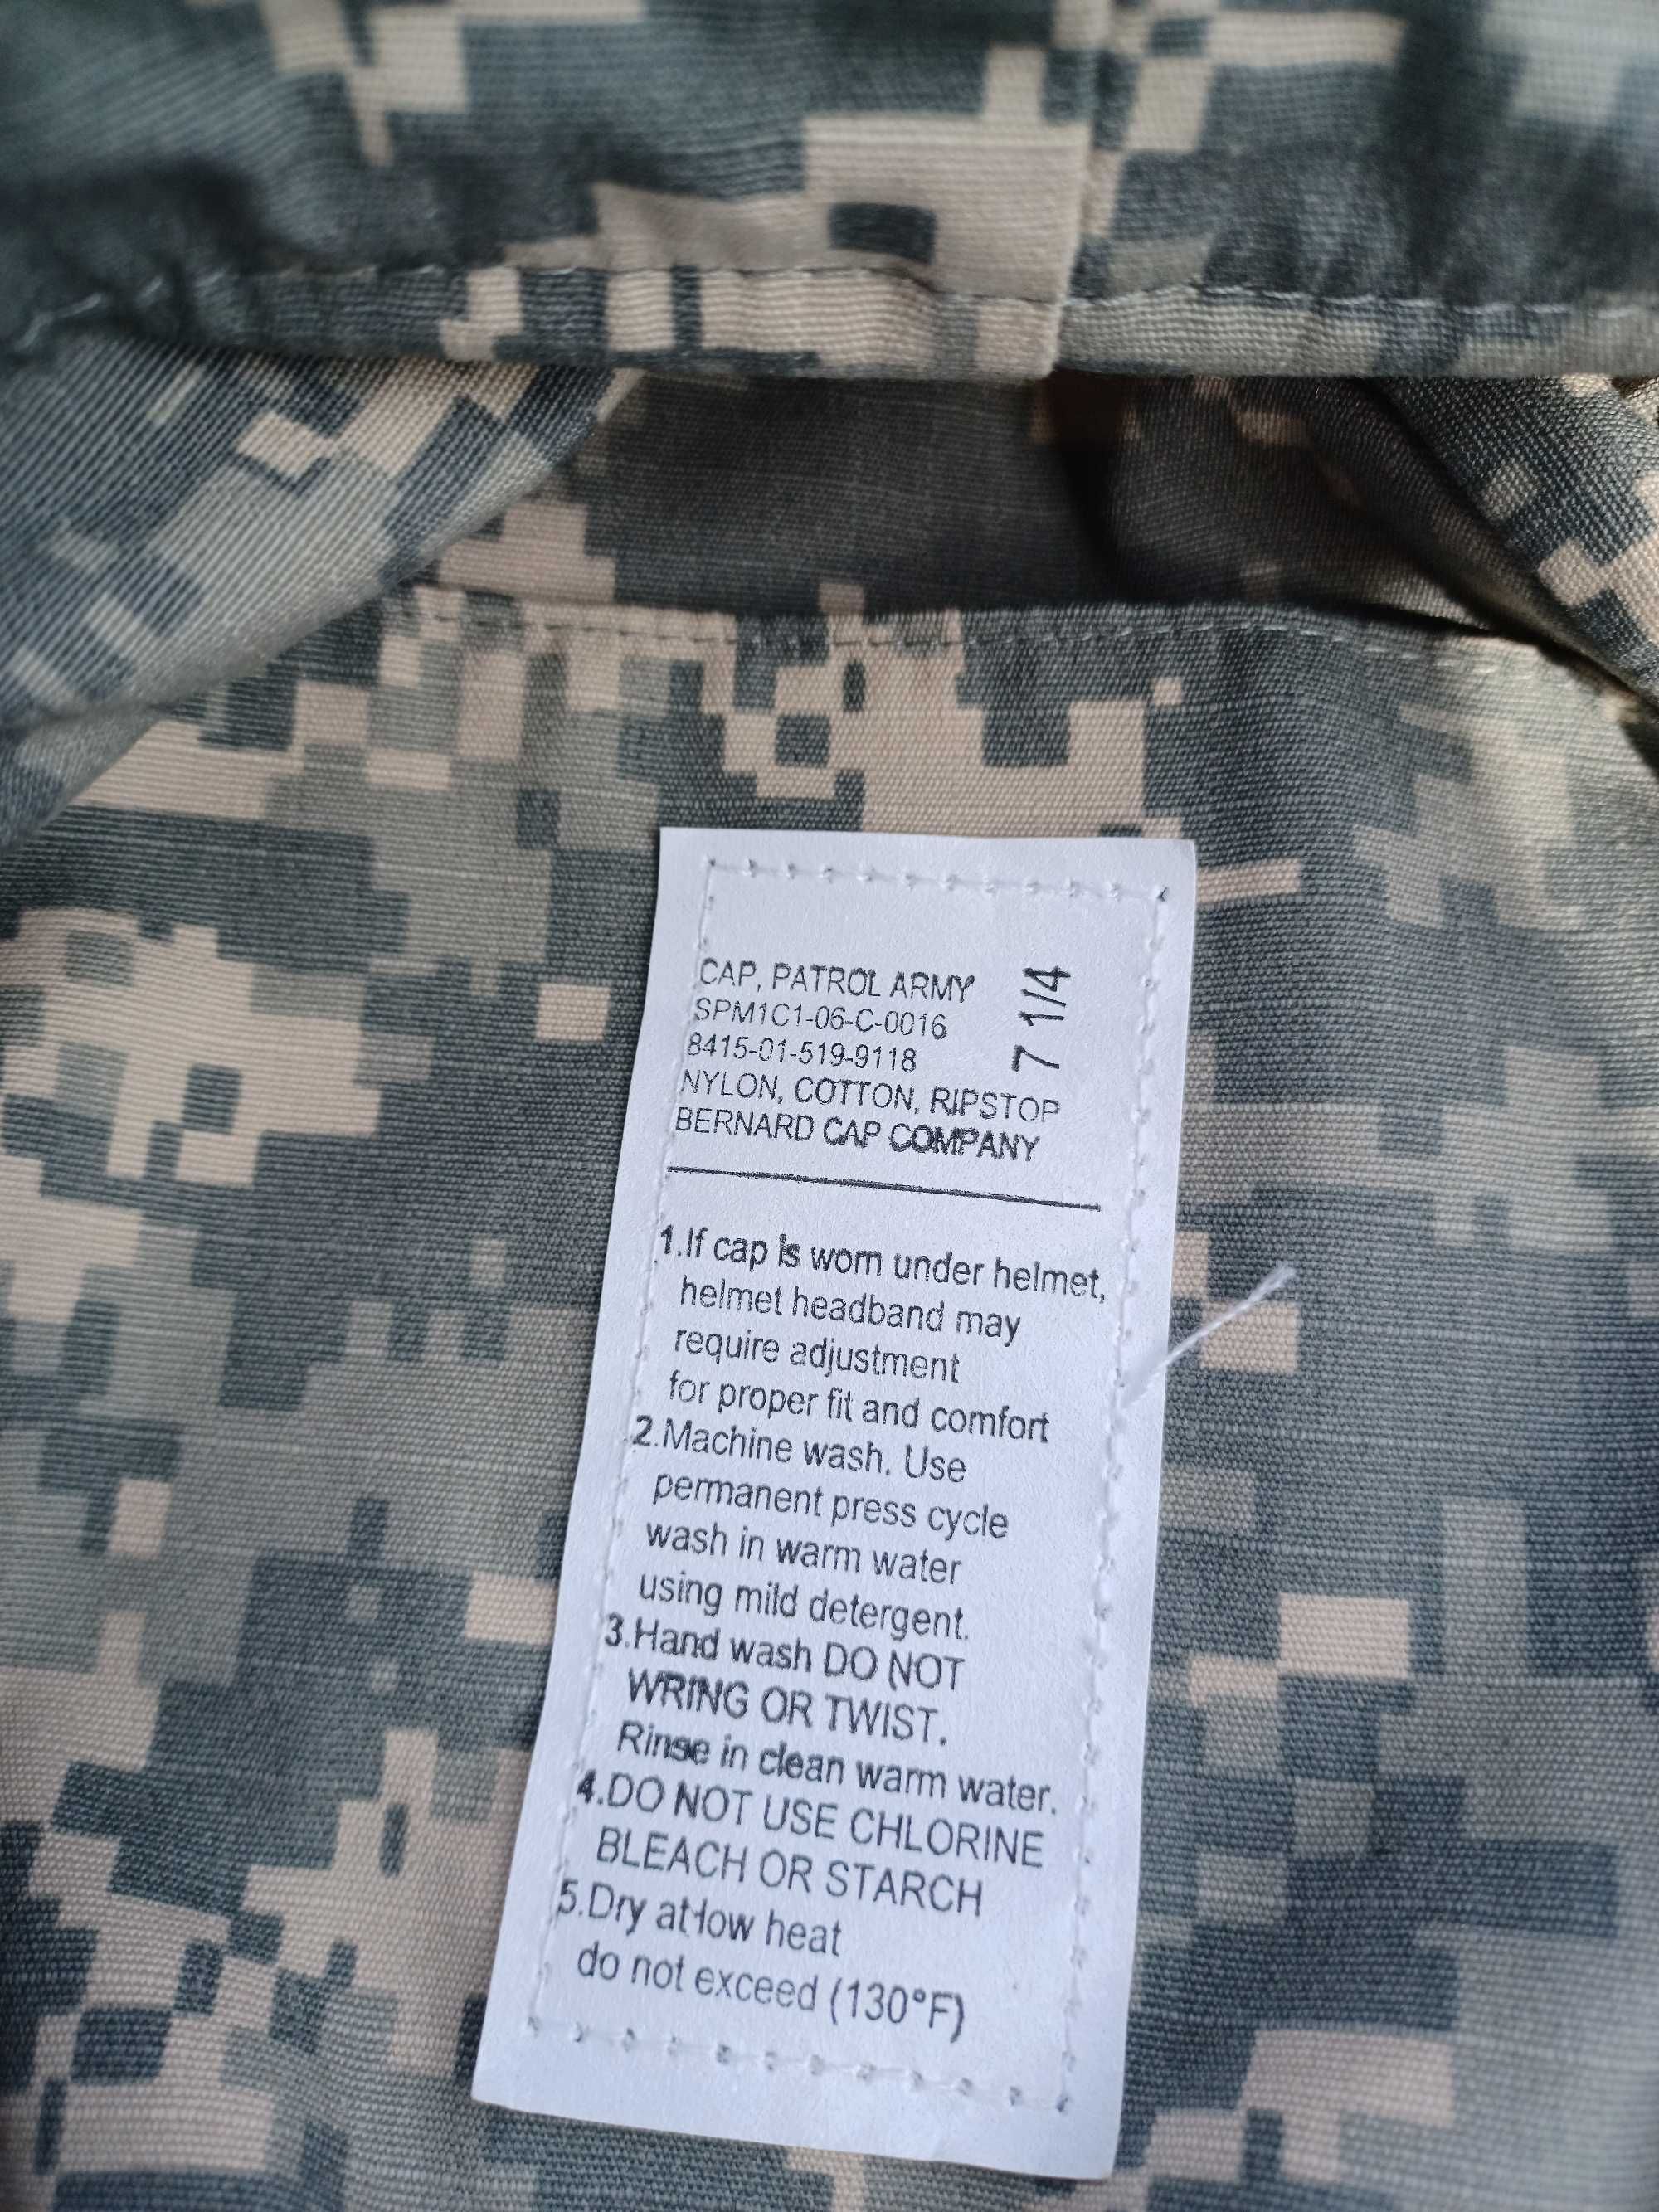 CAP, PATROL ARMY
SPM1C1-06-C-0016
8415-01-519-9118
7 1/4
NYLON, COTTON, RIPSTOP
BERNARD CAP COMPANY
1.If cap is worn under helmet,
helmet headband may
require adjustment
for proper fit and comfort
2.Machine wash. Use
permanent press cycle
wash in warm water
using mild detergent.
3.Hand wash DO NOT
WRING OR TWIST.
Rinse in clean warm water.
4.DO NOT USE CHLORINE
BLEACH OR STARCH
5.Dry at low heat
do not exceed (130°F)